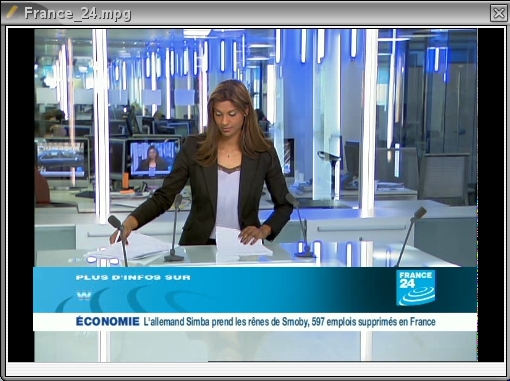 France_24.mpg
PLUS D'INFOS SUR
W
FRANCE
24
ÉCONOMIE L'allemand Simba prend les rênes de Smoby, 597 emplois supprimés en France